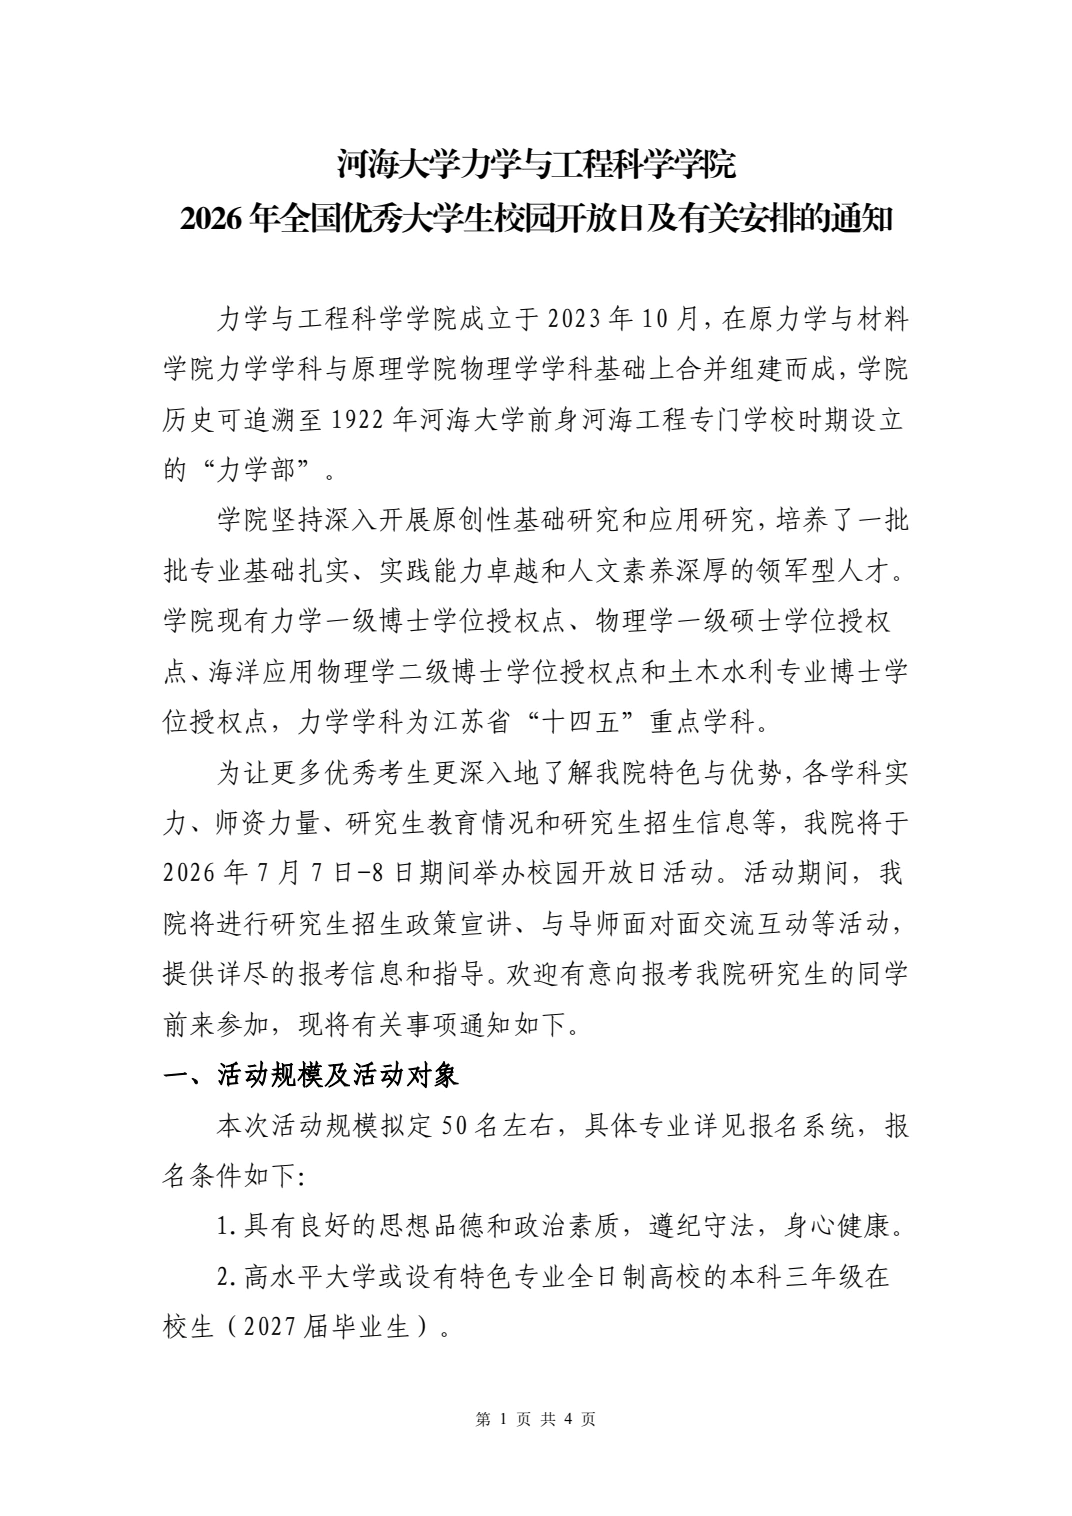 河海大学力学与工程科学学院
2026 年全国优秀大学生校园开放日及有关安排的通知
力学与工程科学学院成立于 2023 年 10 月，在原力学与材料
学院力学学科与原理学院物理学学科基础上合并组建而成，学院
历史可追溯至 1922 年河海大学前身河海工程专门学校时期设立
的“力学部”。
学院坚持深入开展原创性基础研究和应用研究，培养了一批
批专业基础扎实、实践能力卓越和人文素养深厚的领军型人才。
学院现有力学一级博士学位授权点、物理学一级硕士学位授权
点、海洋应用物理学二级博士学位授权点和土木水利专业博士学
位授权点，力学学科为江苏省“十四五”重点学科。
为让更多优秀考生更深入地了解我院特色与优势，各学科实
力、师资力量、研究生教育情况和研究生招生信息等，我院将于
2026 年 7 月 7 日-8 日期间举办校园开放日活动。活动期间，我
院将进行研究生招生政策宣讲、与导师面对面交流互动等活动，
提供详尽的报考信息和指导。欢迎有意向报考我院研究生的同学
前来参加，现将有关事项通知如下。
一、活动规模及活动对象
本次活动规模拟定 50 名左右，具体专业详见报名系统，报
名条件如下：
1.具有良好的思想品德和政治素质，遵纪守法，身心健康。
2.高水平大学或设有特色专业全日制高校的本科三年级在
校生（2027 届毕业生）。
第 1 页 共 4 页